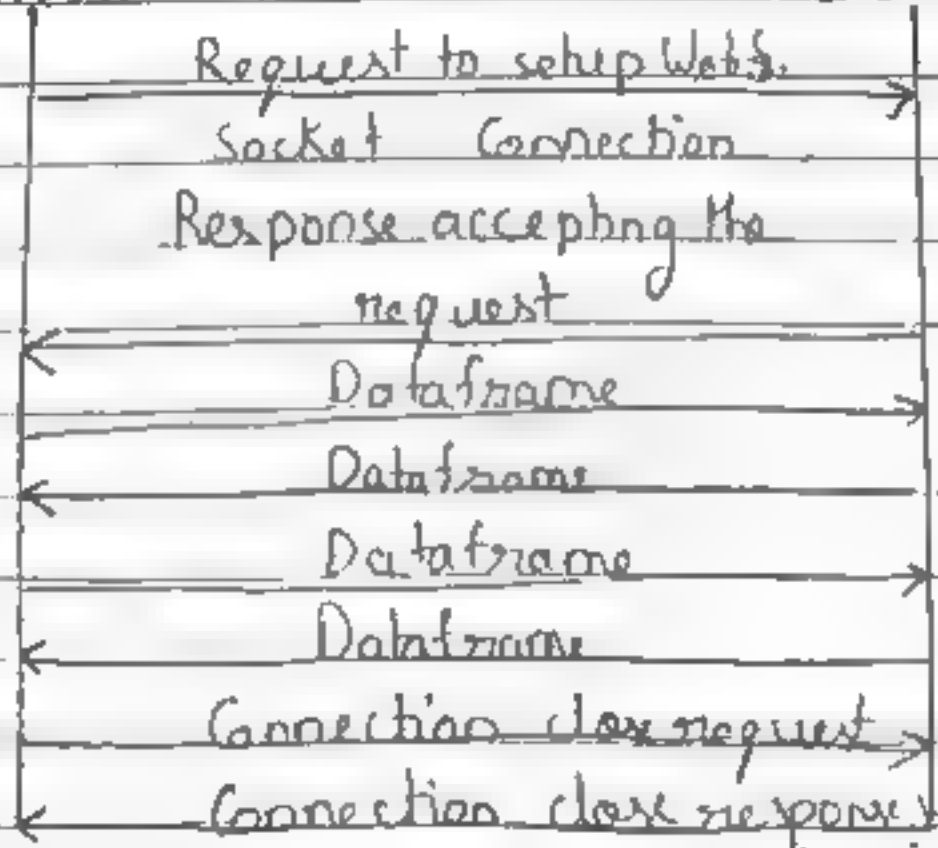 Request to setup Web
Socket Connection
Response accepting the
request
Dataframe
Dataframe
Dataframe
Dataframe
Connection close request
Connection close response